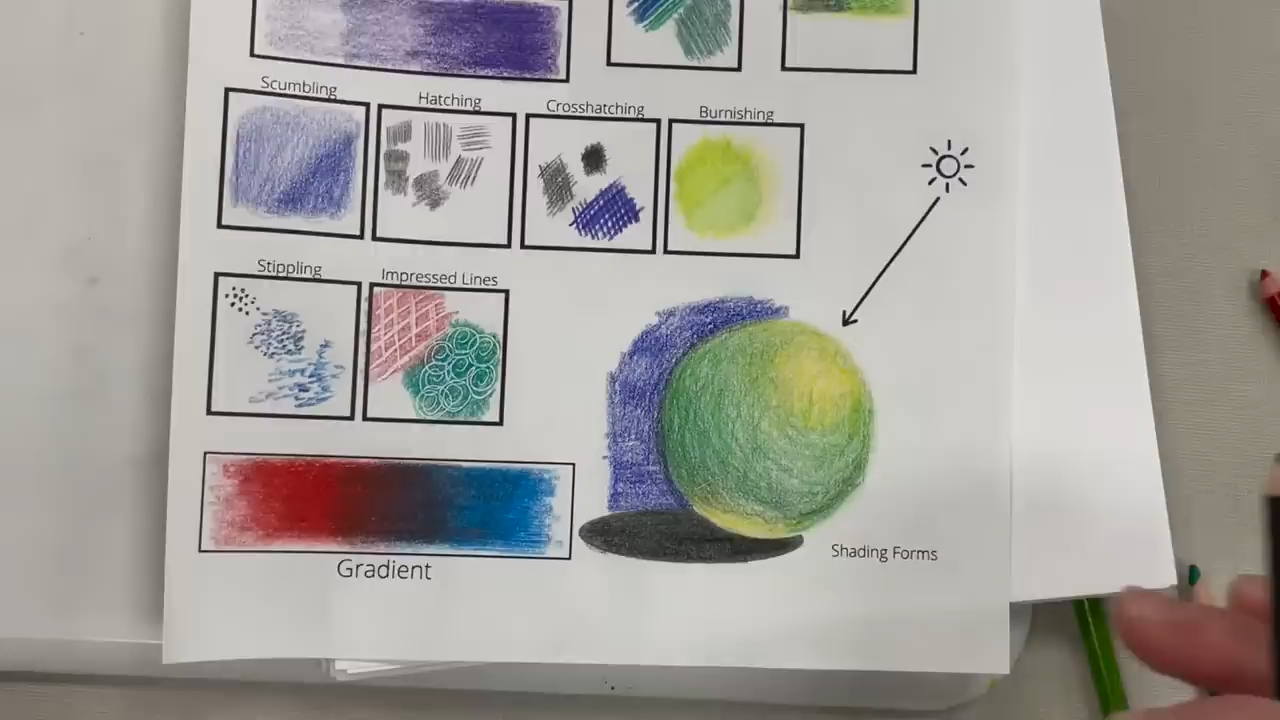 Scumbling
Hatching
Crosshatching
Burnishing
Stippling
Impressed Lines
Gradient
Shading Forms